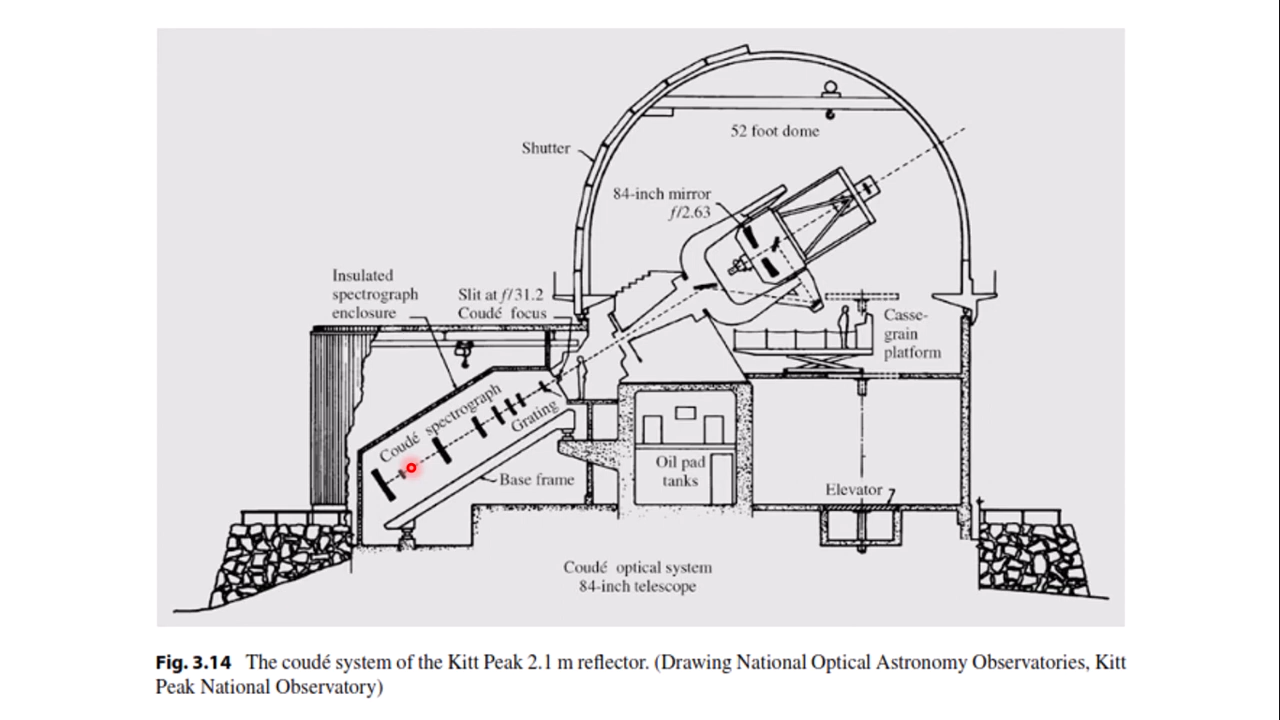 52 foot dome
Shutter
84-inch mirror
f/2.63
Insulated
spectrograph
enclosure
Slit at f/31.2
Coudé focus
Casse-
grain
platform
Coudé spectrograph
Grating
Base frame
Oil pad
tanks
Elevator
Coudé optical system
84-inch telescope
Fig. 3.14 The coudé system of the Kitt Peak 2.1 m reflector. (Drawing National Optical Astronomy Observatories, Kitt
Peak National Observatory)